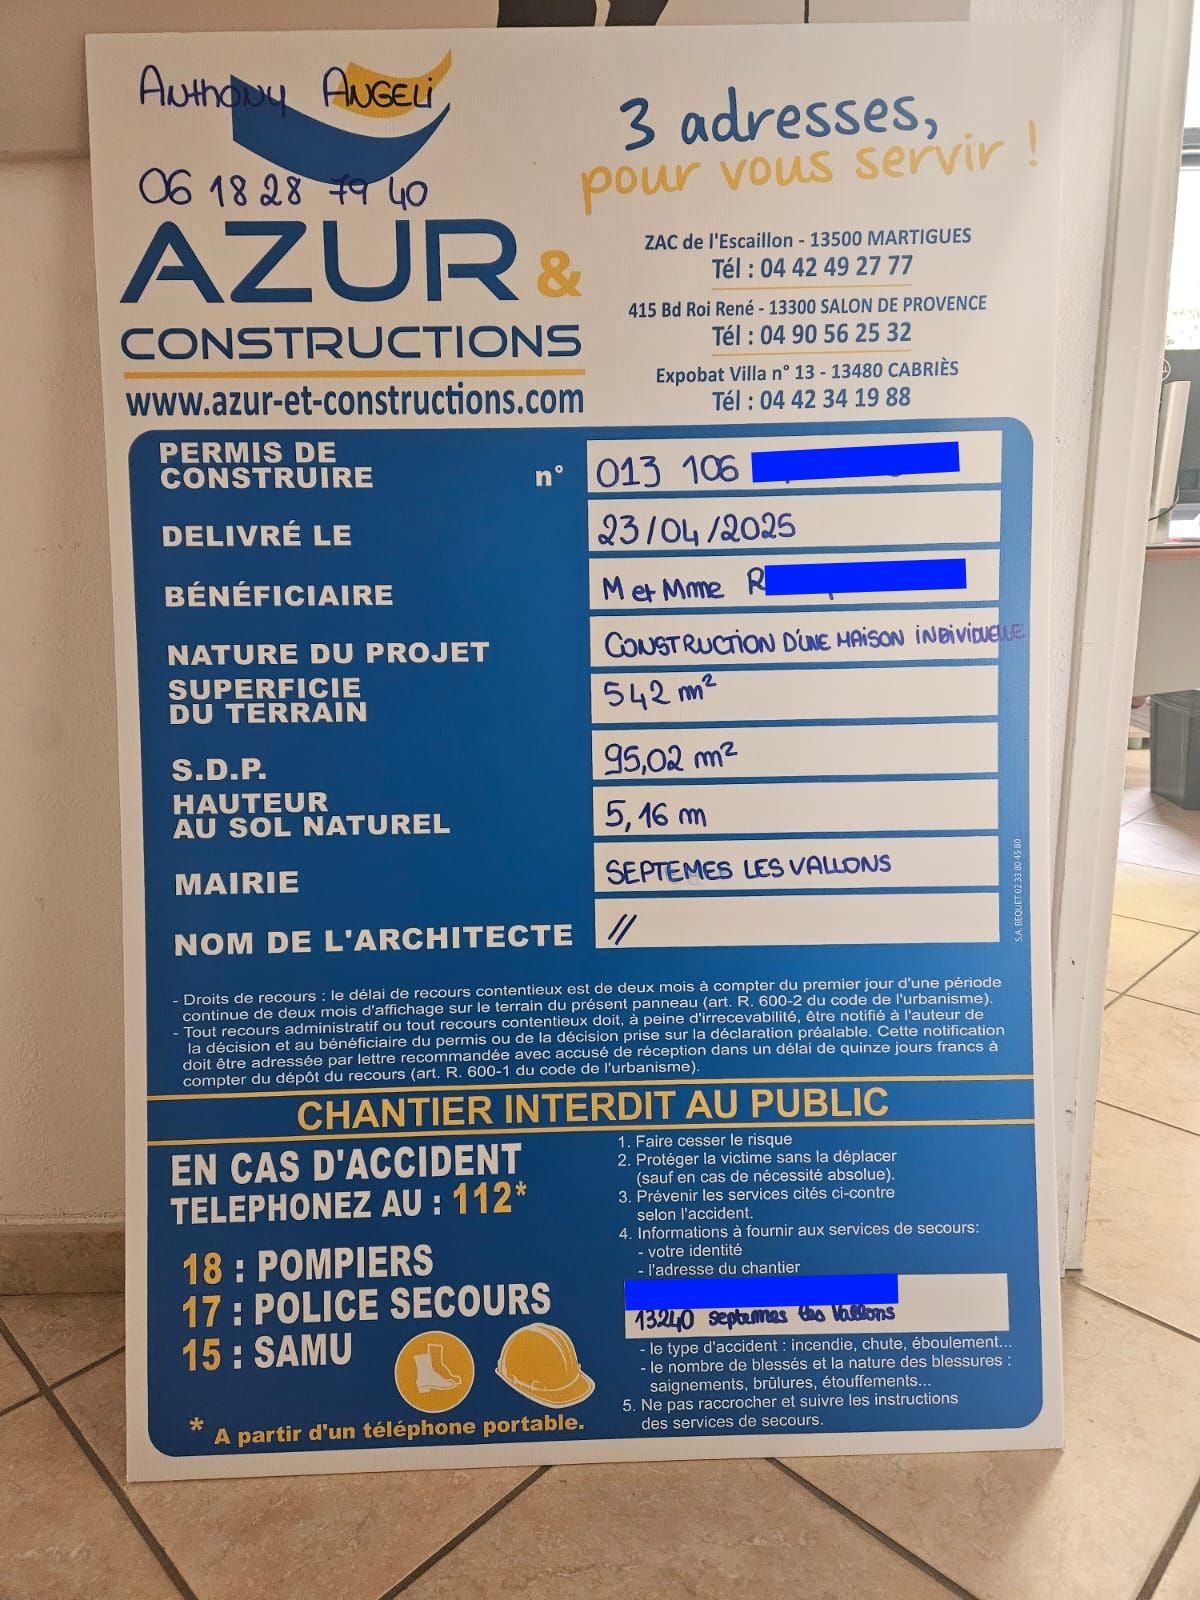 Anthony ANGELi
06 18 28 79 40
AZUR &
CONSTRUCTIONS
www.azur-et-constructions.com
3 adresses,
pour vous servir !
ZAC de l'Escaillon - 13500 MARTIGUES
Tél : 04 42 49 27 77
415 Bd Roi René - 13300 SALON DE PROVENCE
Tél : 04 90 56 25 32
Expobat Villa n° 13 - 13480 CABRIÈS
Tél : 04 42 34 19 88
PERMIS DE
CONSTRUIRE n° 013 106
DELIVRÉ LE 23/04/2025
BÉNÉFICIAIRE M et Mme R
NATURE DU PROJET CONSTRUCTION D'UNE MAISON INDIVIDUELLE
SUPERFICIE
DU TERRAIN 542 m²
S.D.P. 95,02 m²
HAUTEUR
AU SOL NATUREL 5,16 m
MAIRIE SEPTEMES LES VALLONS
NOM DE L'ARCHITECTE //
S.A. BEQUET 02 33 80 45 80
- Droits de recours : le délai de recours contentieux est de deux mois à compter du premier jour d'une période
continue de deux mois d'affichage sur le terrain du présent panneau (art. R. 600-2 du code de l'urbanisme).
- Tout recours administratif ou tout recours contentieux doit, à peine d'irrecevabilité, être notifié à l'auteur de
la décision et au bénéficiaire du permis ou de la décision prise sur la déclaration préalable. Cette notification
doit être adressée par lettre recommandée avec accusé de réception dans un délai de quinze jours francs à
compter du dépôt du recours (art. R. 600-1 du code de l'urbanisme).
CHANTIER INTERDIT AU PUBLIC
EN CAS D'ACCIDENT
TELEPHONEZ AU : 112*
18 : POMPIERS
17 : POLICE SECOURS
15 : SAMU
* A partir d'un téléphone portable.
1. Faire cesser le risque
2. Protéger la victime sans la déplacer
(sauf en cas de nécessité absolue).
3. Prévenir les services cités ci-contre
selon l'accident.
4. Informations à fournir aux services de secours:
- votre identité
- l'adresse du chantier
13240 septemes les Vallons
- le type d'accident : incendie, chute, éboulement...
- le nombre de blessés et la nature des blessures :
saignements, brûlures, étouffements...
5. Ne pas raccrocher et suivre les instructions
des services de secours.